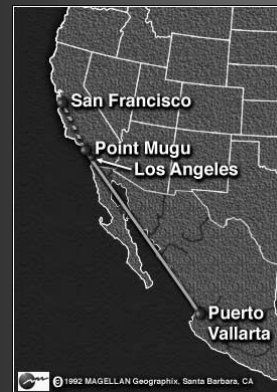 San Francisco
Point Mugu
Los Angeles
Puerto
Vallarta
©1992 MAGELLAN Geographix, Santa Barbara, CA